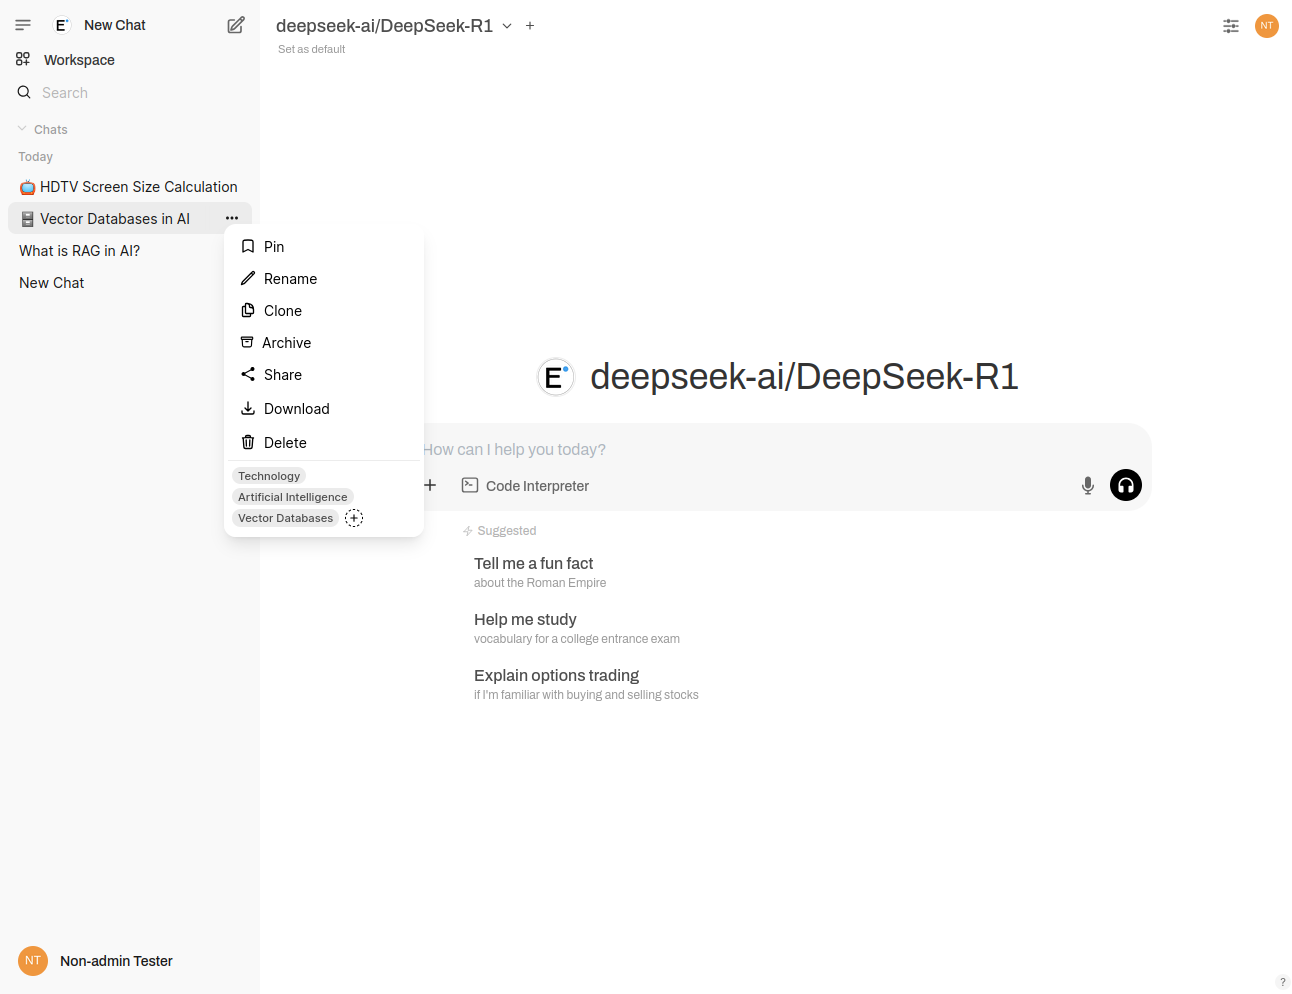 E New Chat
Workspace
Search
Chats
Today
HDTV Screen Size Calculation
Vector Databases in AI
What is RAG in AI?
New Chat
Pin
Rename
Clone
Archive
Share
Download
Delete
Technology
Artificial Intelligence
Vector Databases
NT Non-admin Tester
deepseek-ai/DeepSeek-R1
Set as default
NT
E deepseek-ai/DeepSeek-R1
How can I help you today?
Code Interpreter
Suggested
Tell me a fun fact
about the Roman Empire
Help me study
vocabulary for a college entrance exam
Explain options trading
if I'm familiar with buying and selling stocks
?